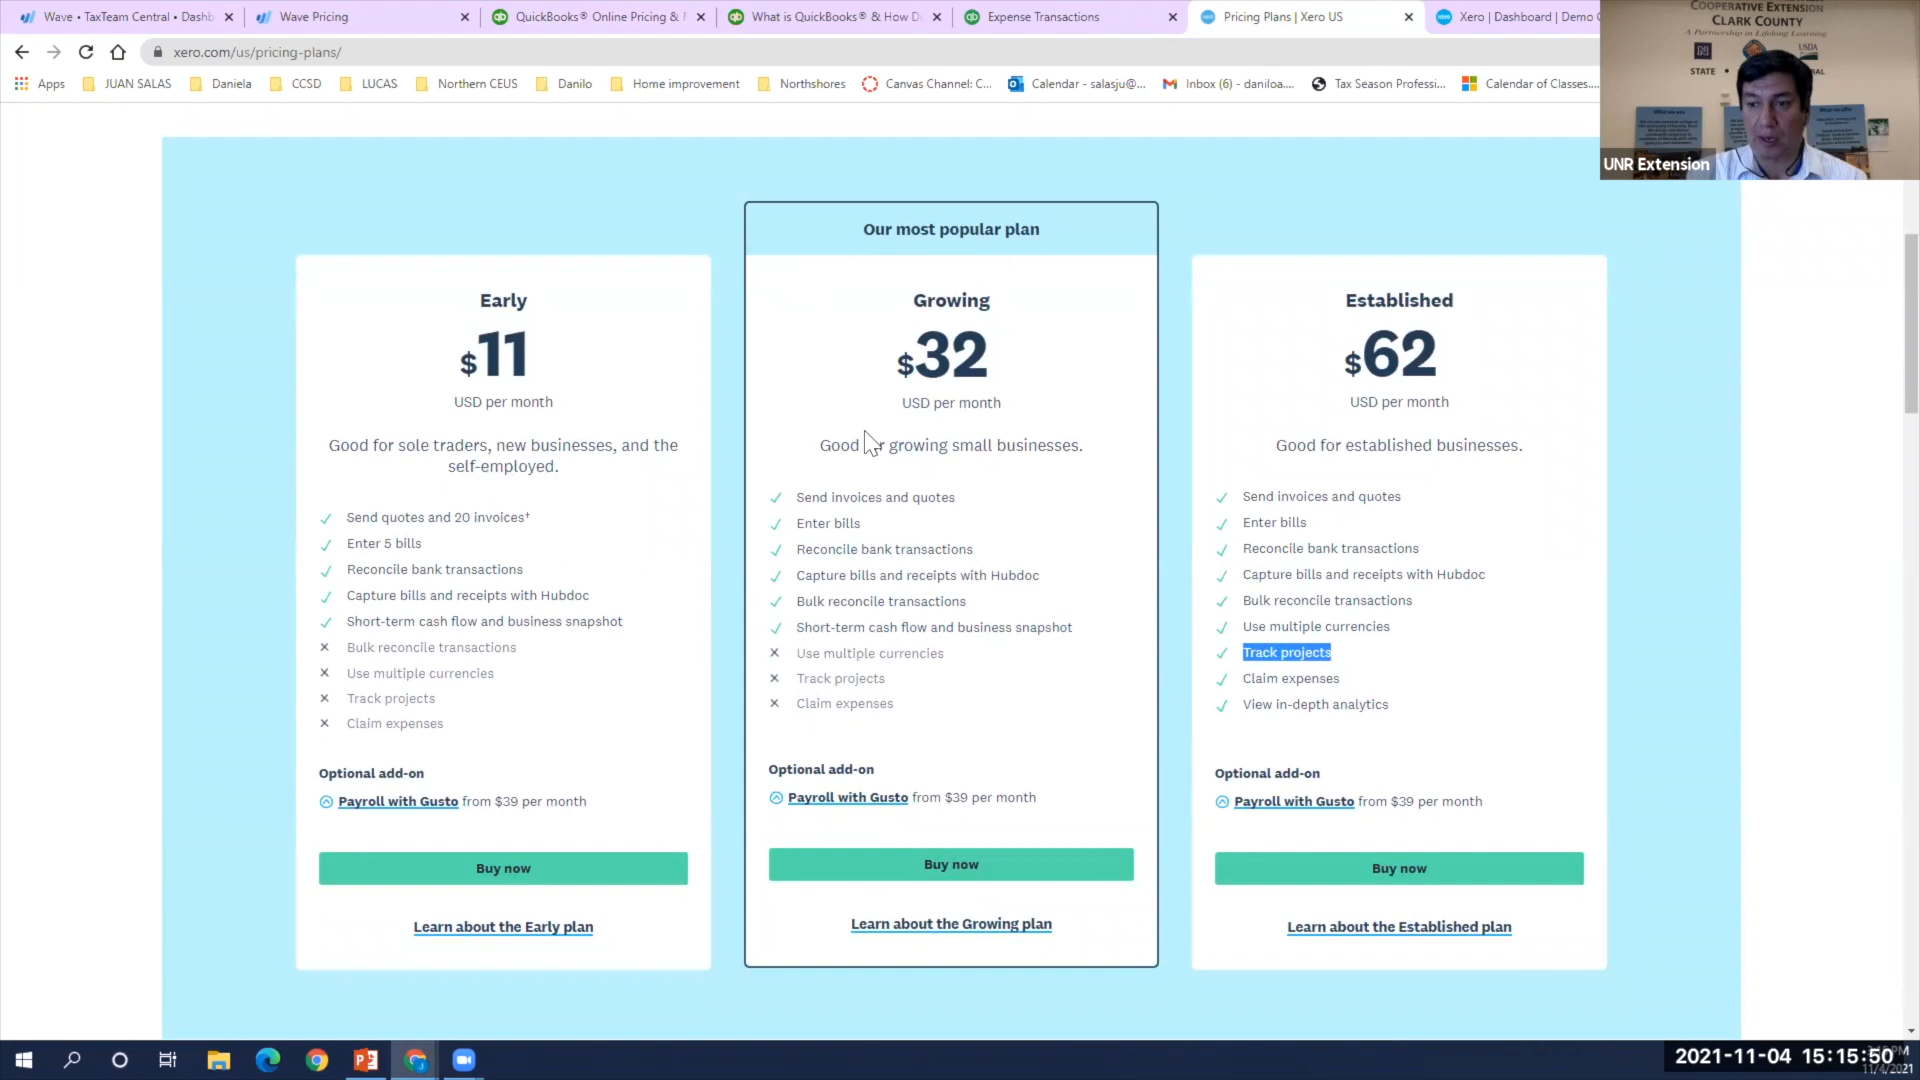 Wave • TaxTeam Central • Dashb
Wave Pricing
QuickBooks® Online Pricing &
What is QuickBooks® & How D
Expense Transactions
Pricing Plans | Xero US
Xero | Dashboard | Demo C
xero.com/us/pricing-plans/
Apps
JUAN SALAS
Daniela
CCSD
LUCAS
Northern CEUS
Danilo
Home improvement
Northshores
Canvas Channel: C...
Calendar - salasju@...
Inbox (6) - daniloa....
Tax Season Professi...
Calendar of Classes....
COOPERATIVE EXTENSION
CLARK COUNTY
A Partnership in Lifelong Learning
STATE •
USDA
UNR Extension
Our most popular plan
Early
$11
USD per month
Good for sole traders, new businesses, and the
self-employed.
Send quotes and 20 invoices†
Enter 5 bills
Reconcile bank transactions
Capture bills and receipts with Hubdoc
Short-term cash flow and business snapshot
Bulk reconcile transactions
Use multiple currencies
Track projects
Claim expenses
Optional add-on
Payroll with Gusto from $39 per month
Buy now
Learn about the Early plan
Growing
$32
USD per month
Good for growing small businesses.
Send invoices and quotes
Enter bills
Reconcile bank transactions
Capture bills and receipts with Hubdoc
Bulk reconcile transactions
Short-term cash flow and business snapshot
Use multiple currencies
Track projects
Claim expenses
Optional add-on
Payroll with Gusto from $39 per month
Buy now
Learn about the Growing plan
Established
$62
USD per month
Good for established businesses.
Send invoices and quotes
Enter bills
Reconcile bank transactions
Capture bills and receipts with Hubdoc
Bulk reconcile transactions
Use multiple currencies
Track projects
Claim expenses
View in-depth analytics
Optional add-on
Payroll with Gusto from $39 per month
Buy now
Learn about the Established plan
2021-11-04 15:15:50
11/4/2021